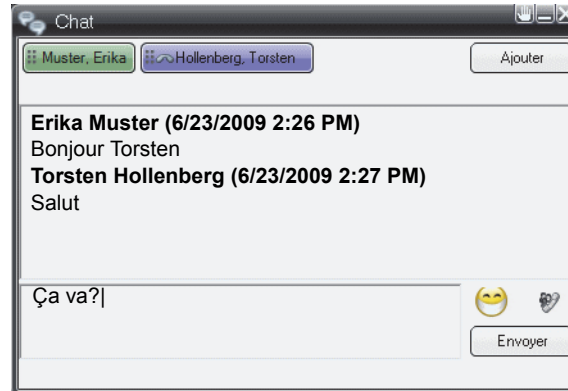 Chat
Muster, Erika Hollenberg, Torsten Ajouter
Erika Muster (6/23/2009 2:26 PM)
Bonjour Torsten
Torsten Hollenberg (6/23/2009 2:27 PM)
Salut
Ça va?
Envoyer